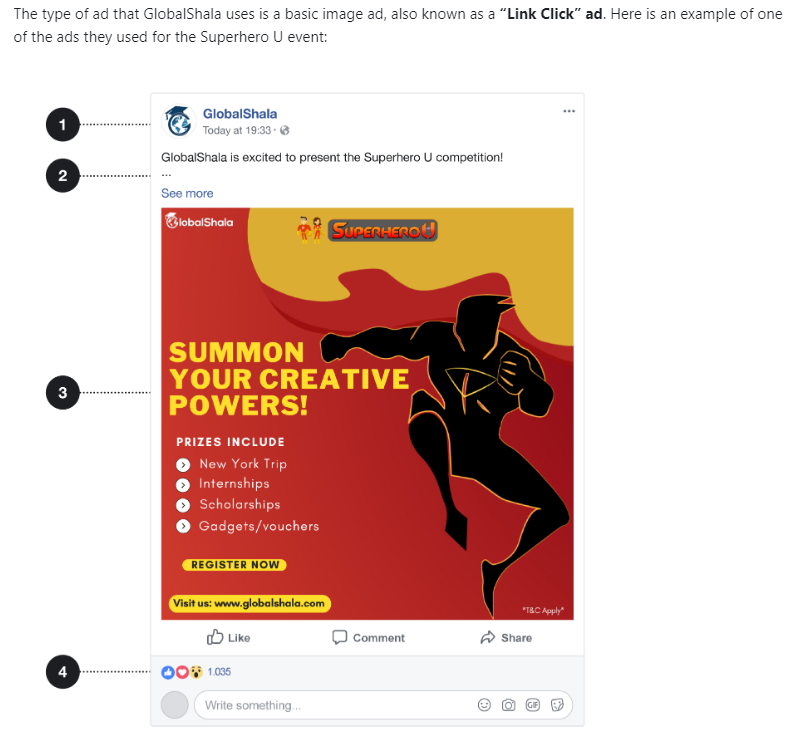 The type of ad that GlobalShala uses is a basic image ad, also known as a “Link Click” ad. Here is an example of one
of the ads they used for the Superhero U event:
1
GlobalShala
Today at 19:33 ·
2
GlobalShala is excited to present the Superhero U competition!
...
See more
GlobalShala
SUPERHERO U
3
SUMMON
YOUR CREATIVE
POWERS!
PRIZES INCLUDE
New York Trip
Internships
Scholarships
Gadgets/vouchers
REGISTER NOW
Visit us: www.globalshala.com
*T&C Apply*
Like Comment Share
4
1.035
Write something...
GIF